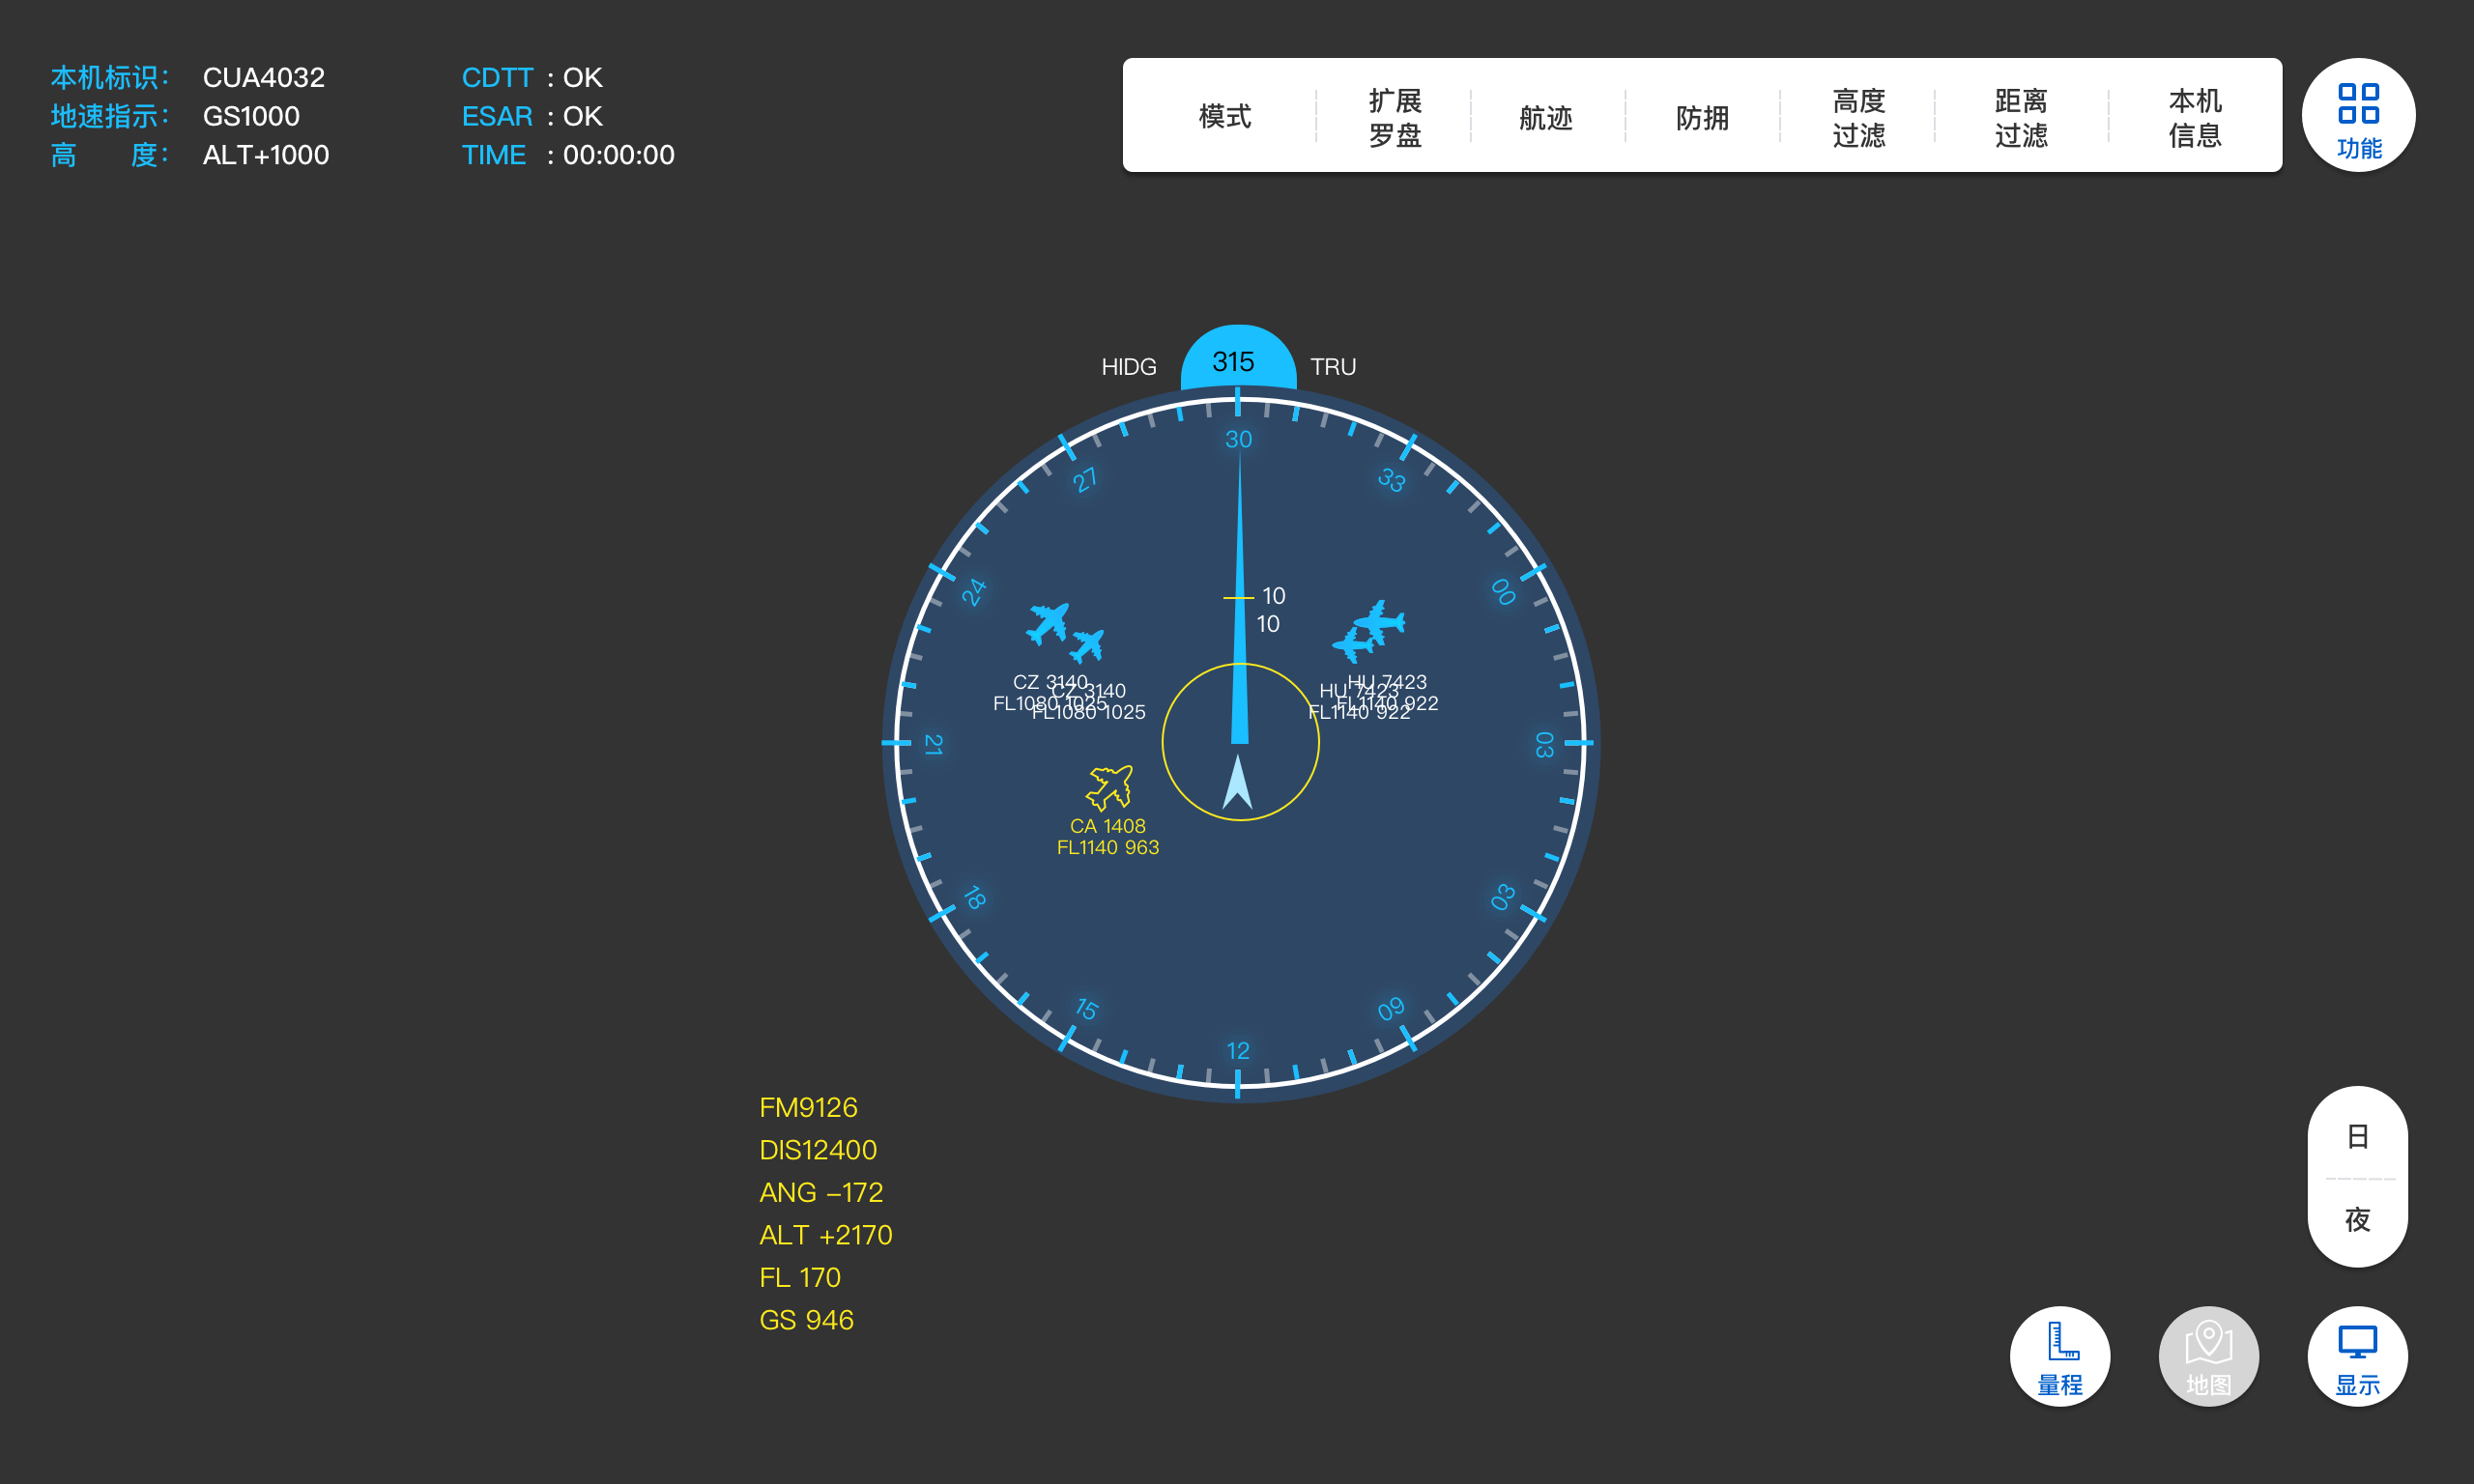 本机标识： CUA4032
地速指示： GS1000
高 度： ALT+1000
CDTT : OK
ESAR : OK
TIME : 00:00:00
模式
扩展
罗盘
航迹
防拥
高度
过滤
距离
过滤
本机
信息
功能
HIDG 315 TRU
30
33
00
03
03
09
12
15
18
21
24
27
10
10
CZ 3140
FL1080 1025
CZ 3140
FL1080 1025
HU 7423
FL1140 922
HU 7423
FL1140 922
CA 1408
FL1140 963
FM9126
DIS12400
ANG –172
ALT +2170
FL 170
GS 946
日
夜
量程
地图
显示